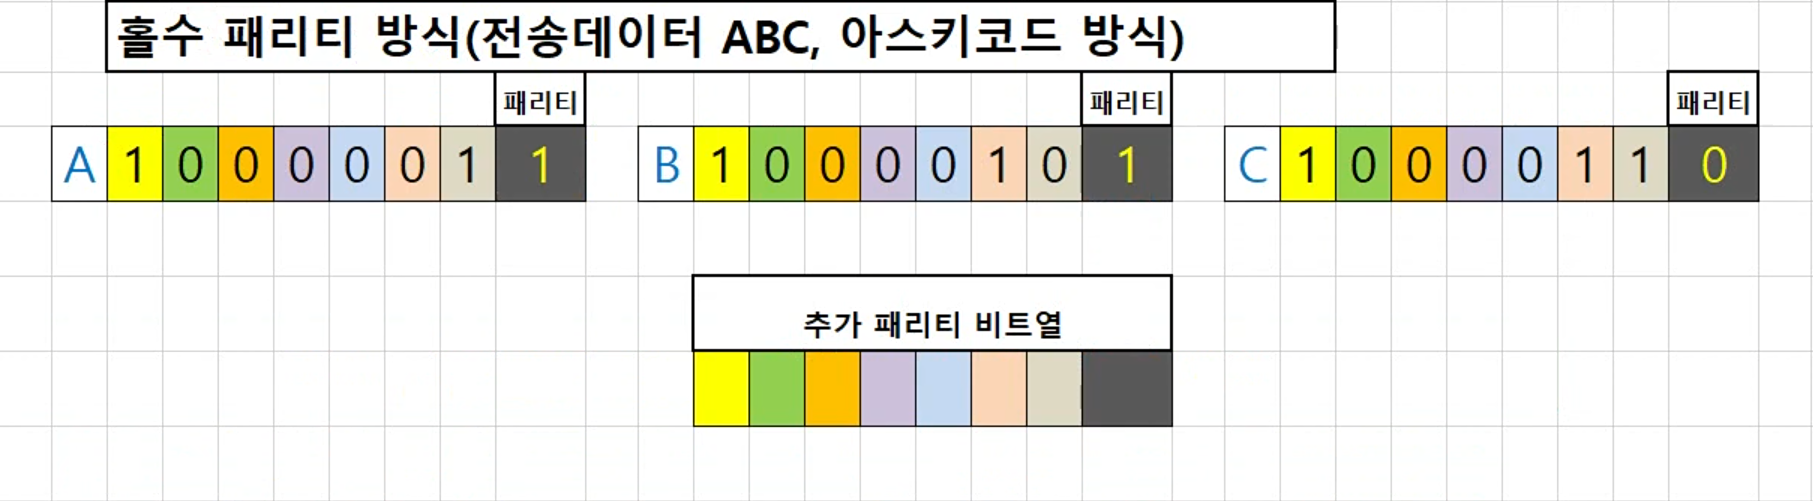 홀수 패리티 방식(전송데이터 ABC, 아스키코드 방식)
패리티 패리티 패리티
A 1 0 0 0 0 0 1 1 B 1 0 0 0 0 1 0 1 C 1 0 0 0 0 1 1 0
추가 패리티 비트열